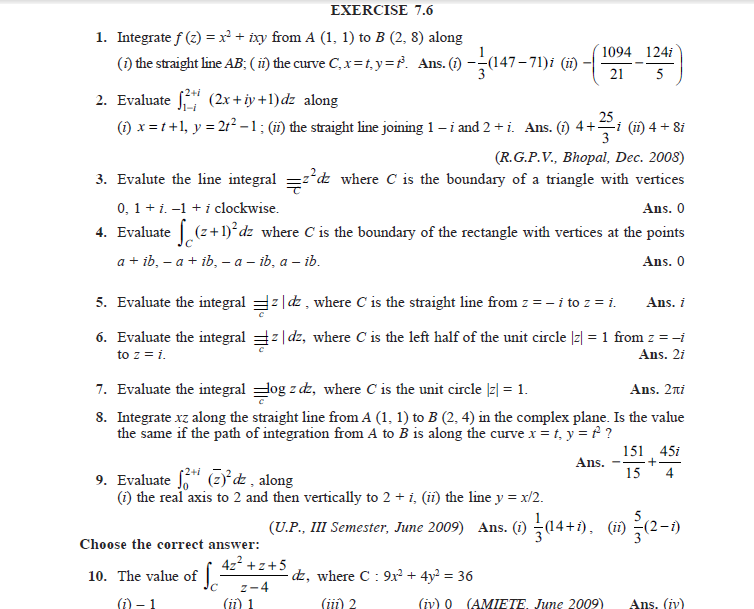 EXERCISE 7.6
1. Integrate f (z) = x² + ixy from A (1, 1) to B (2, 8) along
(i) the straight line AB; ( ii) the curve C, x = t, y = t³. Ans. (i) −1/3(147 − 71)i (ii) −(1094/21 − 124i/5)
2. Evaluate ∫_{1−i}^{2+i} (2x + iy +1) dz along
(i) x = t +1, y = 2t² − 1 ; (ii) the straight line joining 1 – i and 2 + i. Ans. (i) 4 + 25/3 i (ii) 4 + 8i
(R.G.P.V., Bhopal, Dec. 2008)
3. Evalute the line integral z² dz where C is the boundary of a triangle with vertices
0, 1 + i. –1 + i clockwise. Ans. 0
4. Evaluate ∫_C (z + 1)² dz where C is the boundary of the rectangle with vertices at the points
a + ib, – a + ib, – a – ib, a – ib. Ans. 0
5. Evaluate the integral z | dz , where C is the straight line from z = – i to z = i. Ans. i
6. Evaluate the integral z | dz, where C is the left half of the unit circle |z| = 1 from z = –i
to z = i. Ans. 2i
7. Evaluate the integral log z dz, where C is the unit circle |z| = 1. Ans. 2πi
8. Integrate xz along the straight line from A (1, 1) to B (2, 4) in the complex plane. Is the value
the same if the path of integration from A to B is along the curve x = t, y = t² ?
Ans. −151/15 + 45i/4
9. Evaluate ∫_0^{2+i} (z̄)² dz , along
(i) the real axis to 2 and then vertically to 2 + i, (ii) the line y = x/2.
(U.P., III Semester, June 2009) Ans. (i) 1/3(14 + i), (ii) 5/3(2 − i)
Choose the correct answer:
10. The value of ∫_C (4z² + z + 5)/(z − 4) dz, where C : 9x² + 4y² = 36
(i) – 1 (ii) 1 (iii) 2 (iv) 0 (AMIETE. June 2009) Ans. (iv)